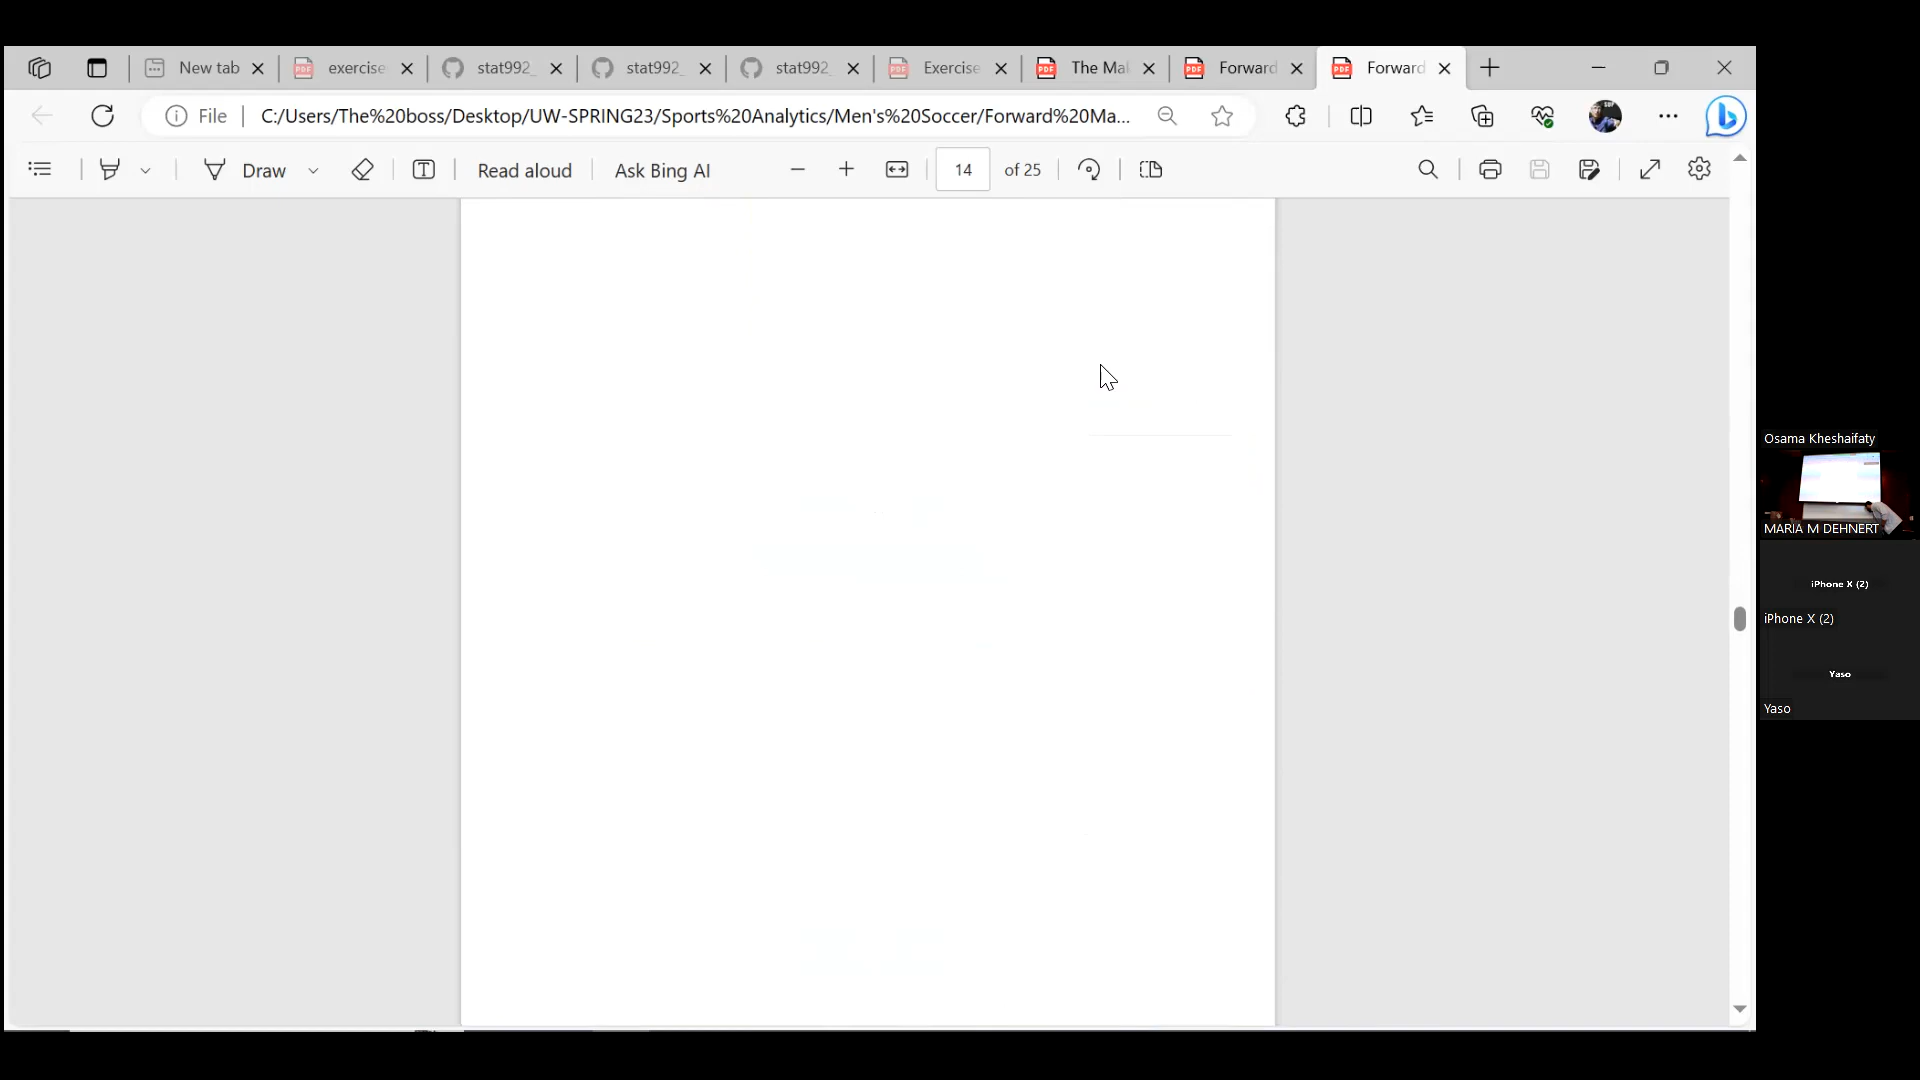 New tab
exercise
stat992_
stat992_
stat992_
Exercise
The Mal
Forward
Forward
File
C:/Users/The%20boss/Desktop/UW-SPRING23/Sports%20Analytics/Men's%20Soccer/Forward%20Ma...
Draw
Read aloud
Ask Bing AI
14
of 25
Osama Kheshaifaty
MARIA M DEHNERT
iPhone X (2)
iPhone X (2)
Yaso
Yaso